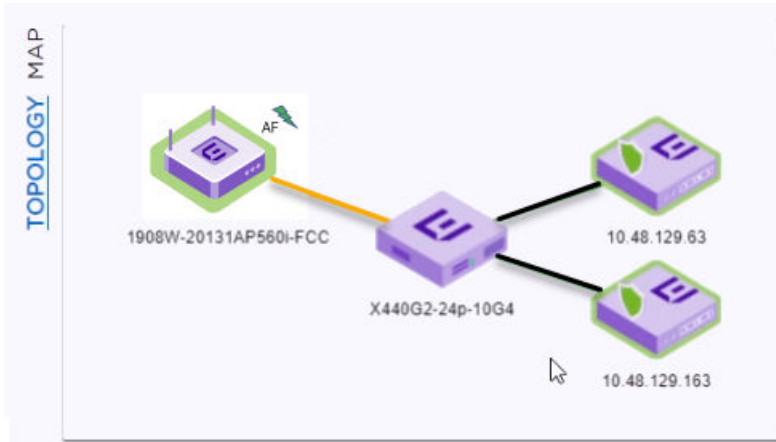 TOPOLOGY MAP
AF
1908W-20131AP560i-FCC
10.48.129.63
X440G2-24p-10G4
10.48.129.163